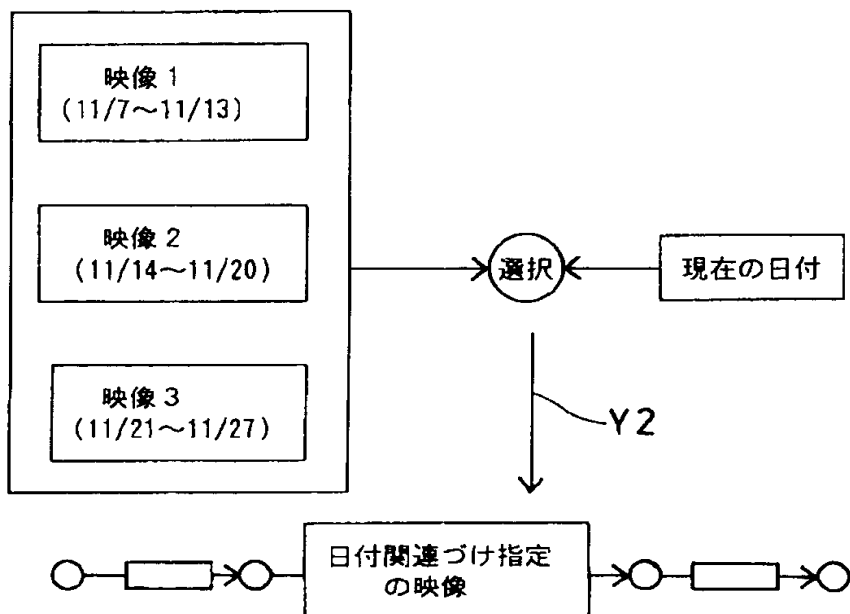 映像1
(11/7〜11/13)
映像2
(11/14〜11/20)
選択
現在の日付
映像3
(11/21〜11/27)
Y2
日付関連づけ指定
の映像